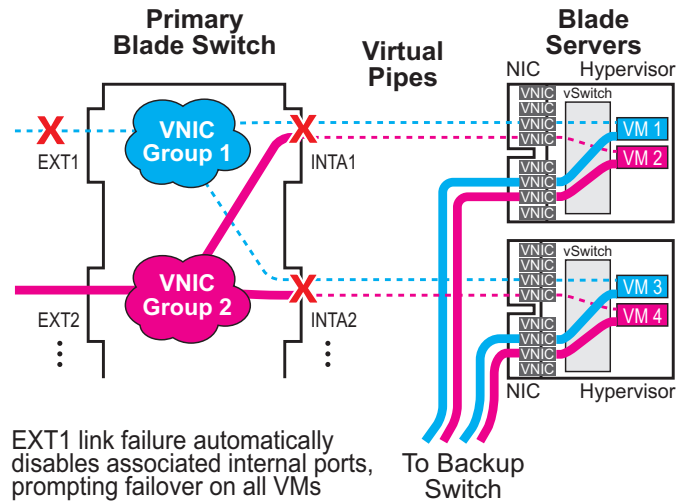 Primary
Blade Switch
Virtual
Pipes
Blade
Servers
NIC
Hypervisor
VNIC
VNIC
VNIC
VNIC
vSwitch
VM 1
VM 2
VNIC
VNIC
VNIC
VNIC
X
EXT1
VNIC
Group 1
X
INTA1
VNIC
Group 2
EXT2
X
INTA2
VNIC
VNIC
VNIC
VNIC
vSwitch
VM 3
VM 4
VNIC
VNIC
VNIC
VNIC
NIC
Hypervisor
EXT1 link failure automatically
disables associated internal ports,
prompting failover on all VMs
To Backup
Switch